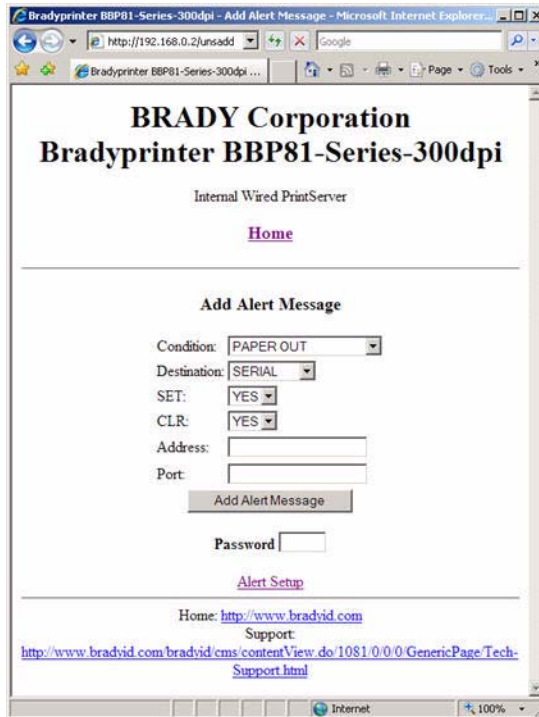 Bradyprinter BBP81-Series-300dpi - Add Alert Message - Microsoft Internet Explorer...
http://192.168.0.2/unsadd
Google
Bradyprinter BBP81-Series-300dpi ...
Page
Tools
BRADY Corporation
Bradyprinter BBP81-Series-300dpi
Internal Wired PrintServer
Home
Add Alert Message
Condition: PAPER OUT
Destination: SERIAL
SET: YES
CLR: YES
Address:
Port:
Add Alert Message
Password
Alert Setup
Home: http://www.bradyid.com
Support:
http://www.bradyid.com/bradyid/cms/contentView.do/1081/0/0/0/GenericPage/Tech-
Support.html
Internet
100%